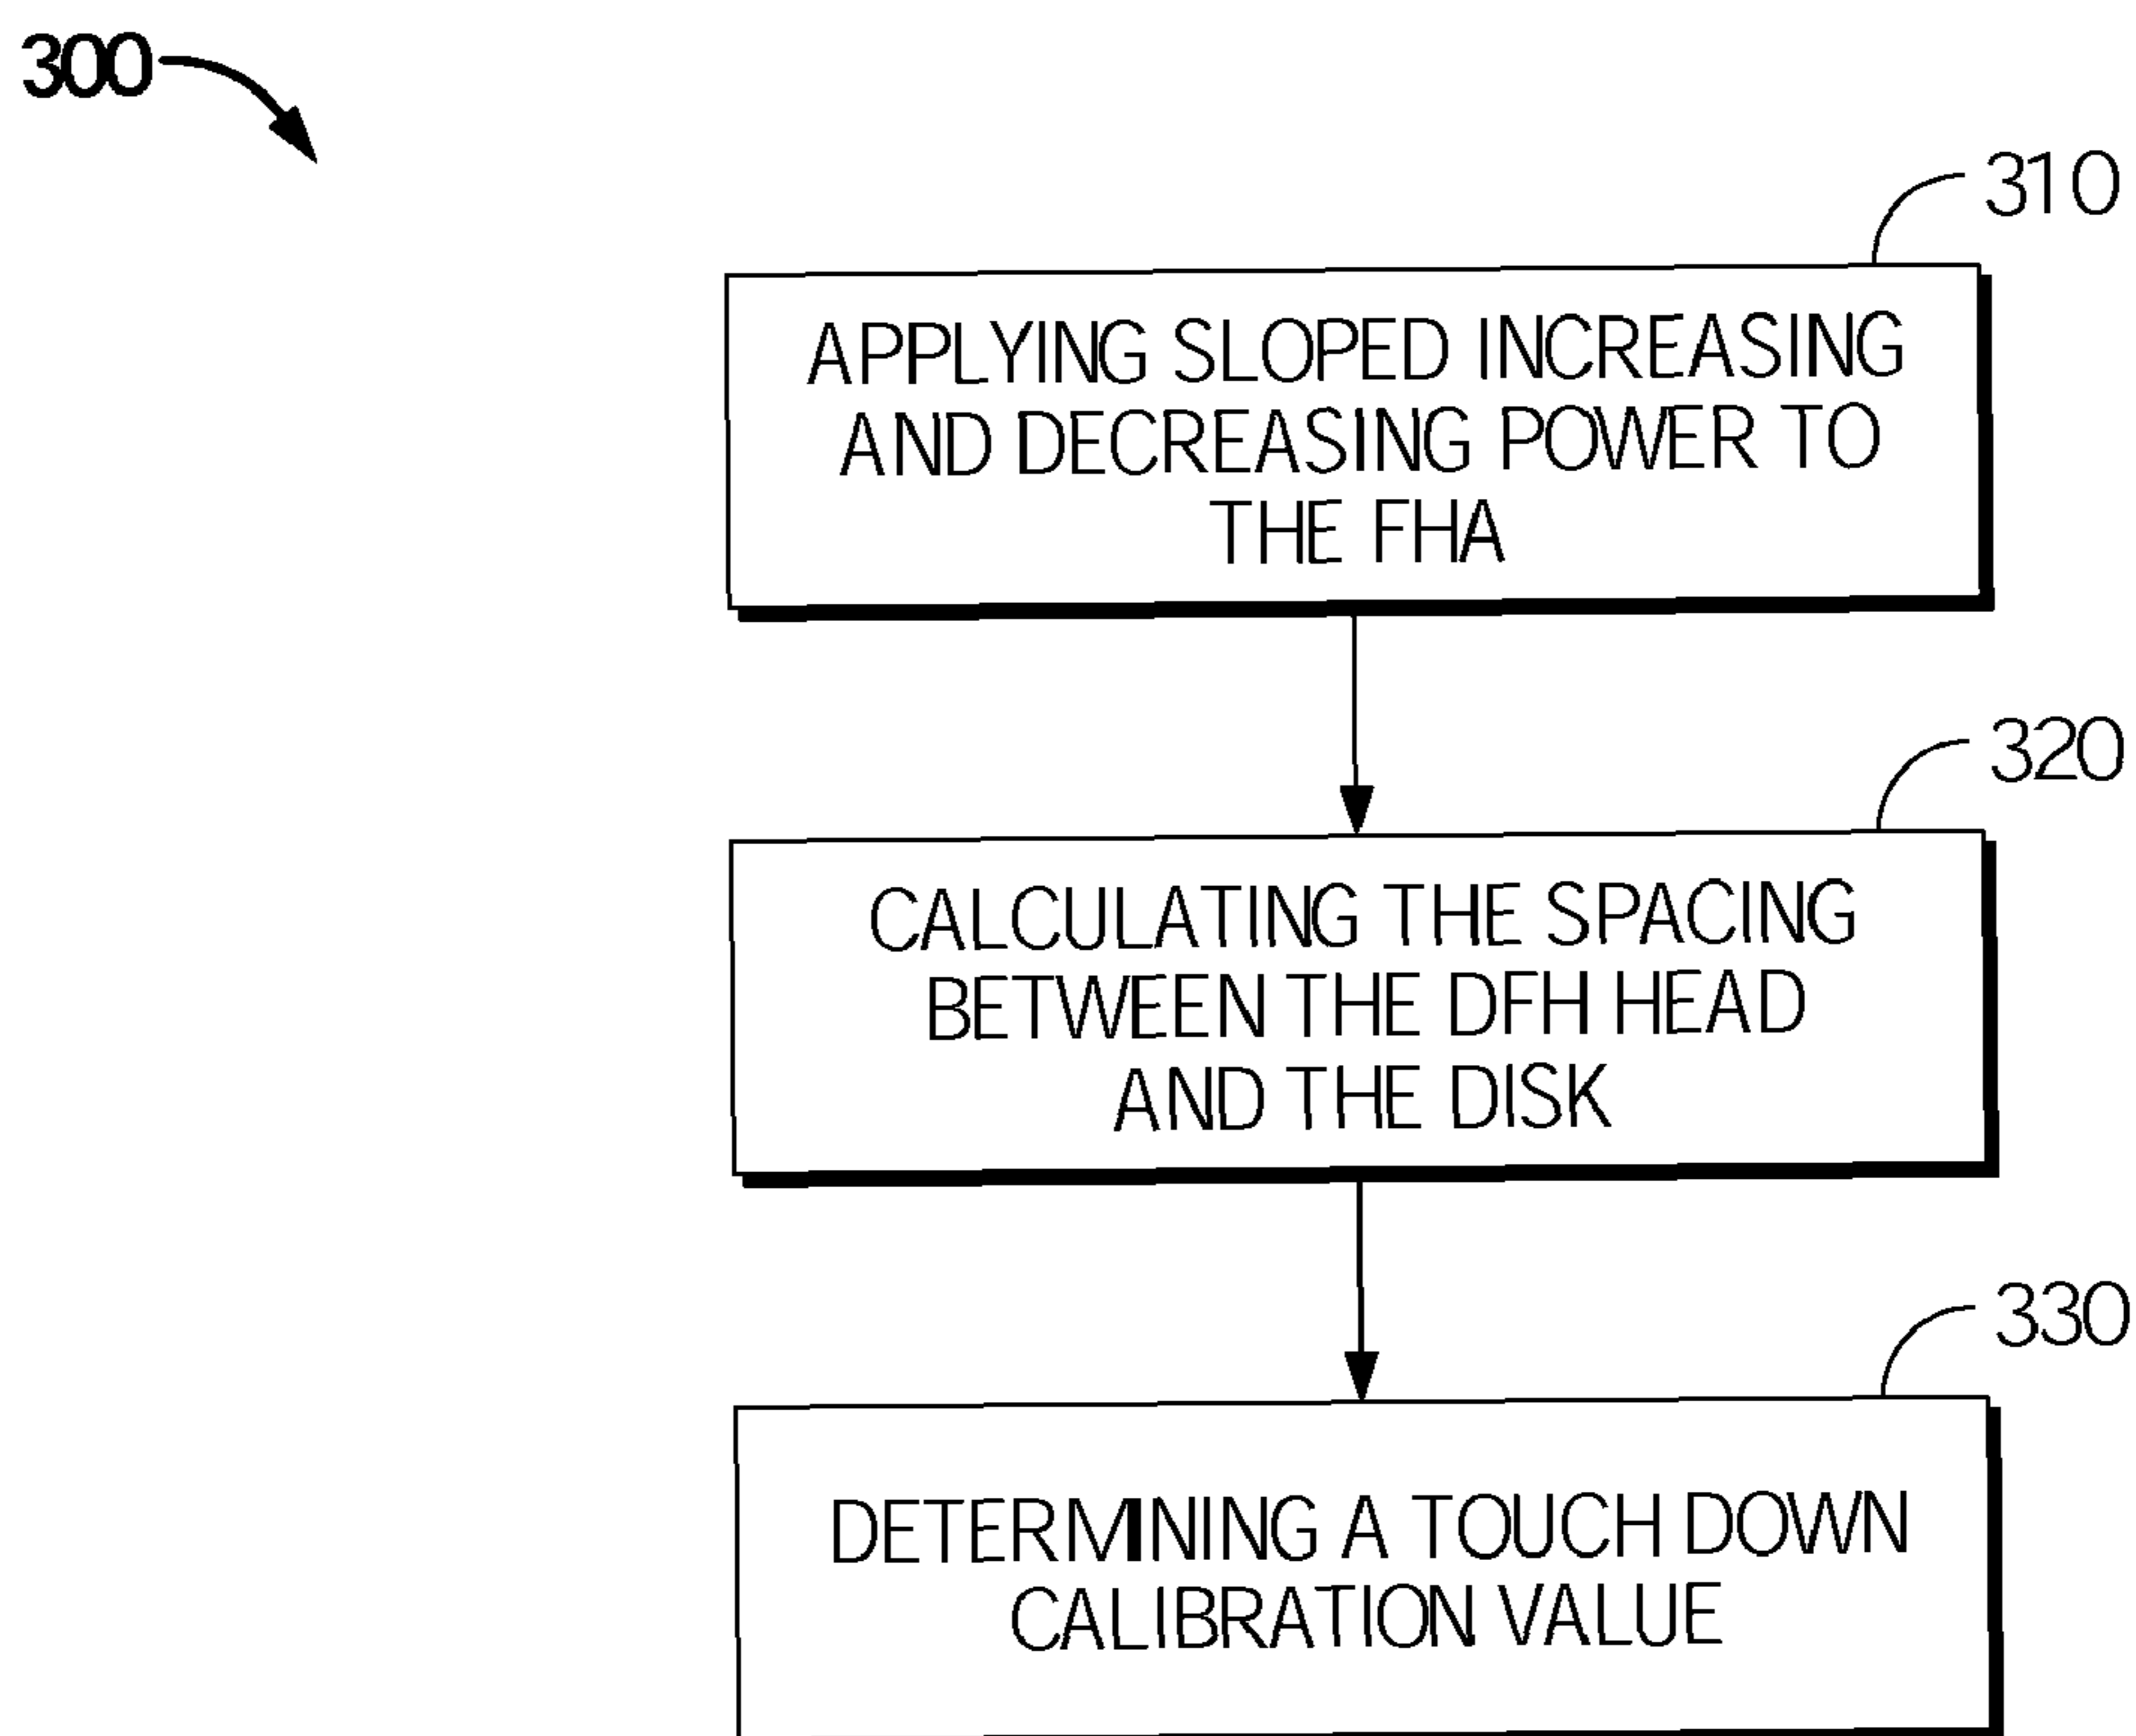 300
310
APPLYING SLOPED INCREASING
AND DECREASING POWER TO
THE FHA
320
CALCULATING THE SPACING
BETWEEN THE DFH HEAD
AND THE DISK
330
DETERMINING A TOUCH DOWN
CALIBRATION VALUE